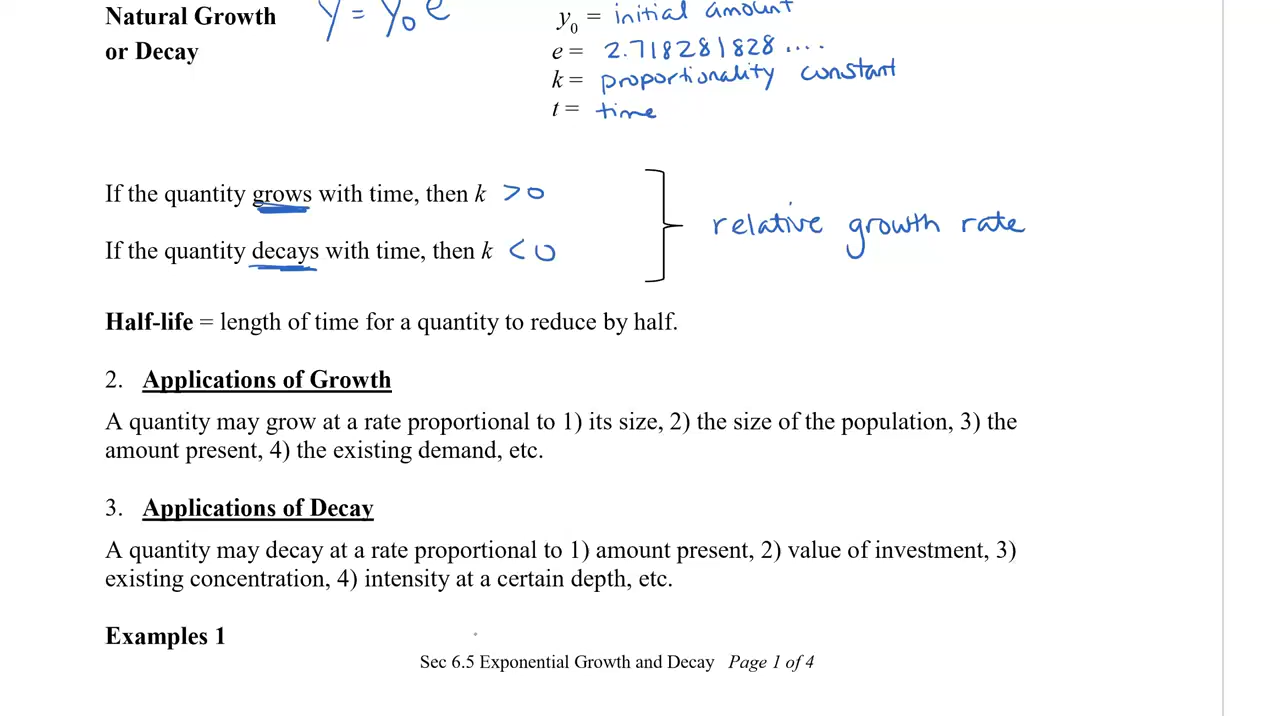 Natural Growth
or Decay
y = y₀ e
y₀ = initial amount
e = 2.718281828....
k = proportionality constant
t = time
If the quantity grows with time, then k > 0
If the quantity decays with time, then k < 0
relative growth rate
Half-life = length of time for a quantity to reduce by half.
2. Applications of Growth
A quantity may grow at a rate proportional to 1) its size, 2) the size of the population, 3) the
amount present, 4) the existing demand, etc.
3. Applications of Decay
A quantity may decay at a rate proportional to 1) amount present, 2) value of investment, 3)
existing concentration, 4) intensity at a certain depth, etc.
Examples 1
Sec 6.5 Exponential Growth and Decay Page 1 of 4